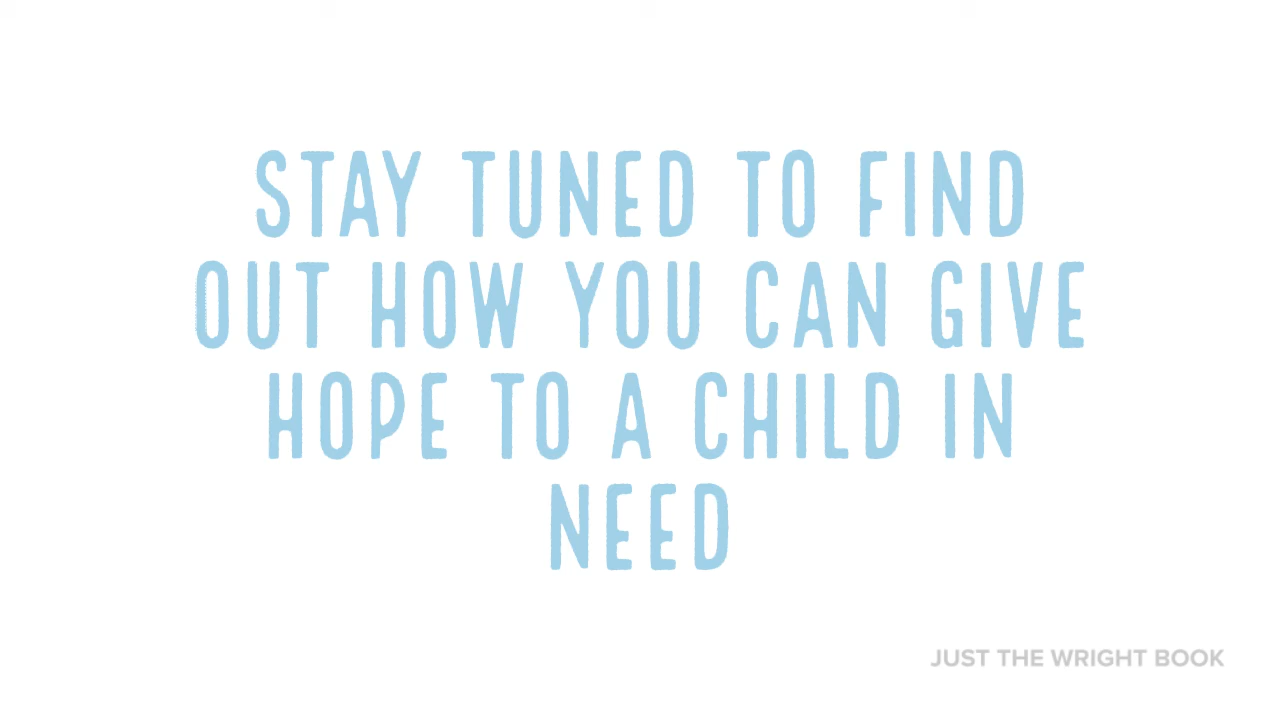 STAY TUNED TO FIND
OUT HOW YOU CAN GIVE
HOPE TO A CHILD IN
NEED
JUST THE WRIGHT BOOK